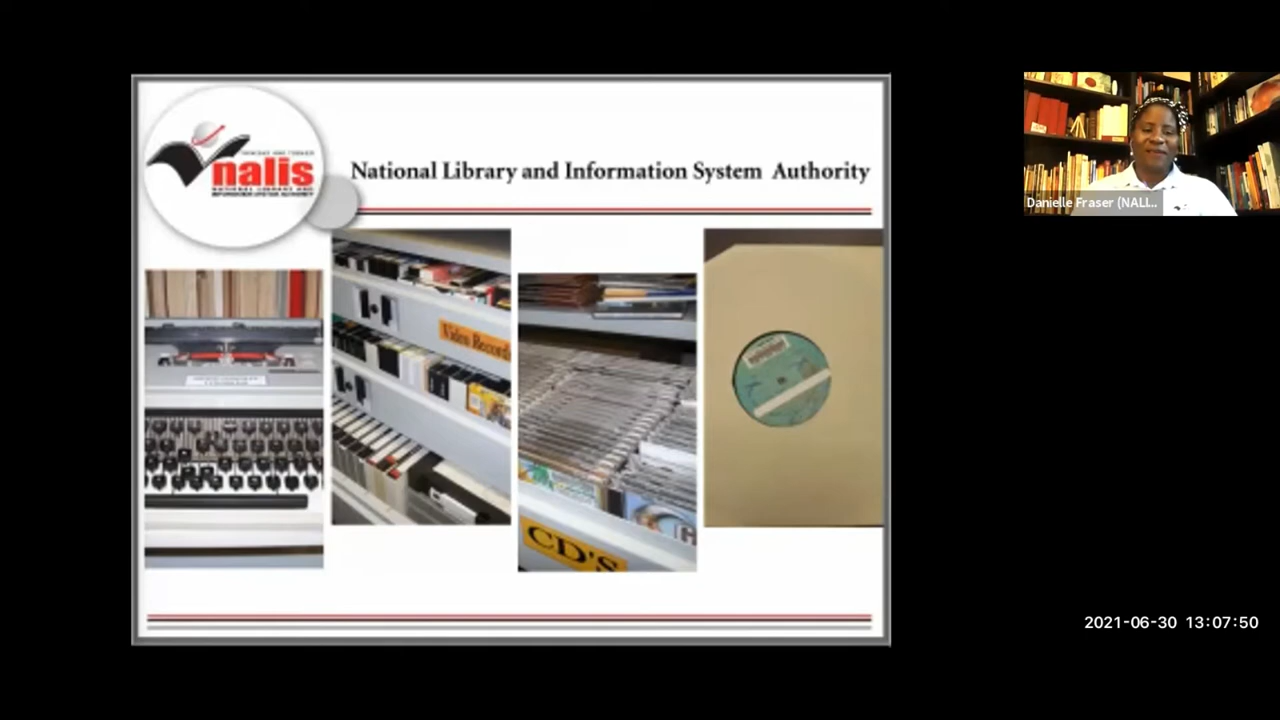 nalis
NATIONAL LIBRARY AND
INFORMATION SYSTEM AUTHORITY
National Library and Information System Authority
Video Record
CD'S
Danielle Fraser (NALI...
2021-06-30 13:07:50